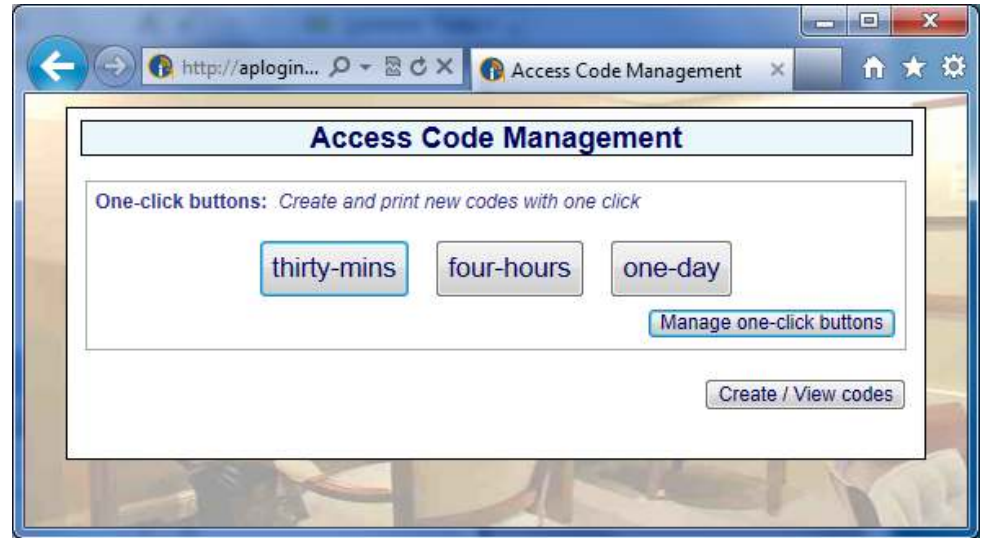 http://aplogin...
Access Code Management
Access Code Management
One-click buttons: Create and print new codes with one click
thirty-mins four-hours one-day
Manage one-click buttons
Create / View codes